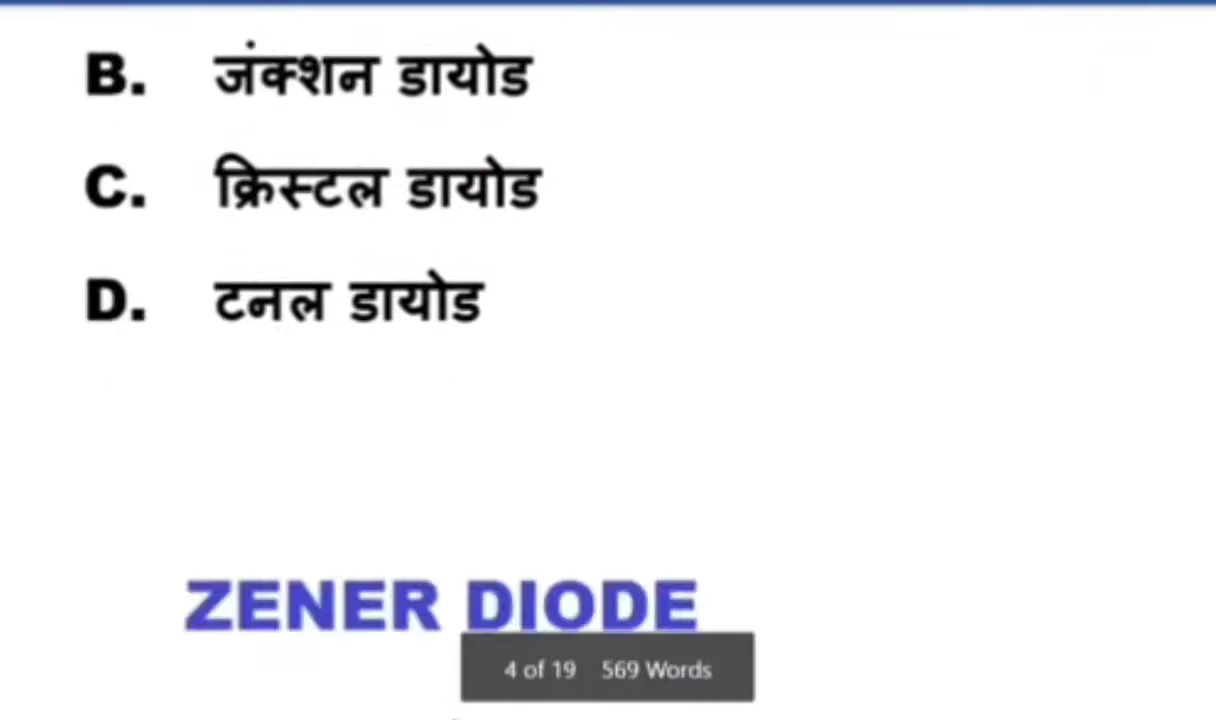 B. जंक्शन डायोड
C. क्रिस्टल डायोड
D. टनल डायोड
ZENER DIODE
4 of 19 569 Words